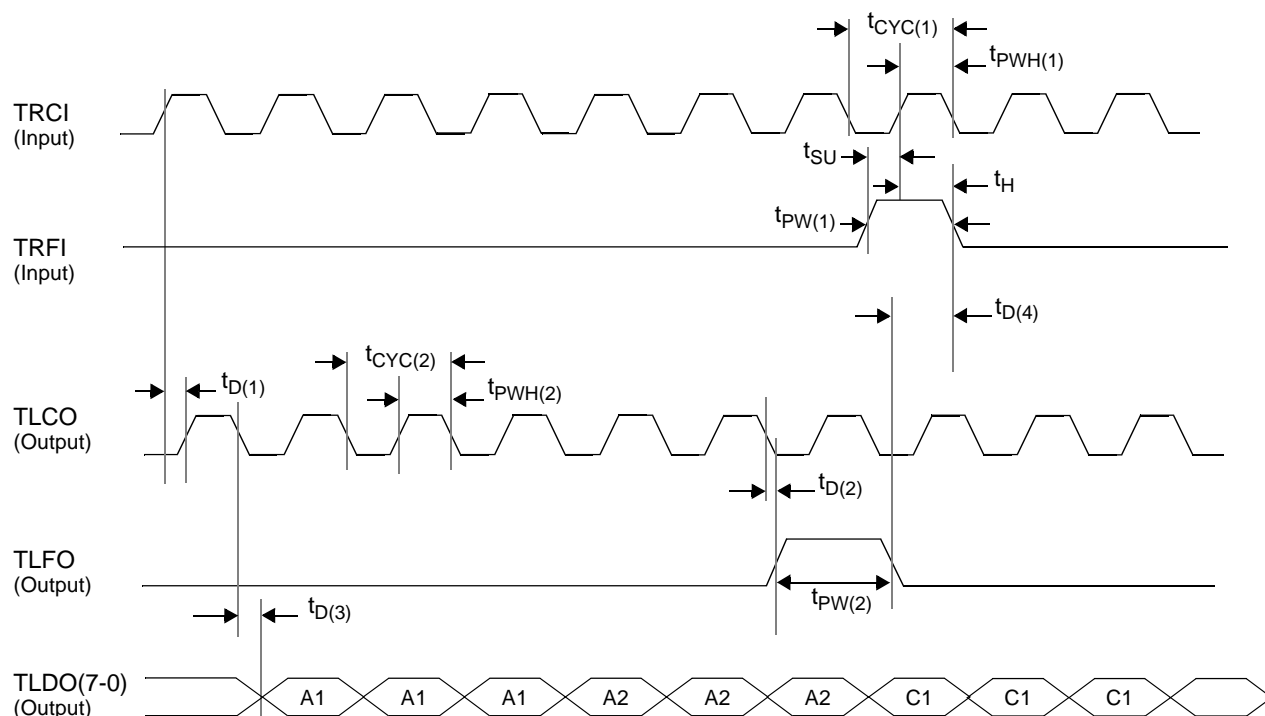 tCYC(1)
tPWH(1)
TRCI
(Input)
tSU
tH
tPW(1)
TRFI
(Input)
tD(4)
tCYC(2)
tD(1)
tPWH(2)
TLCO
(Output)
tD(2)
TLFO
(Output)
tPW(2)
tD(3)
TLDO(7-0)
(Output)
A1 A1 A1 A2 A2 A2 C1 C1 C1